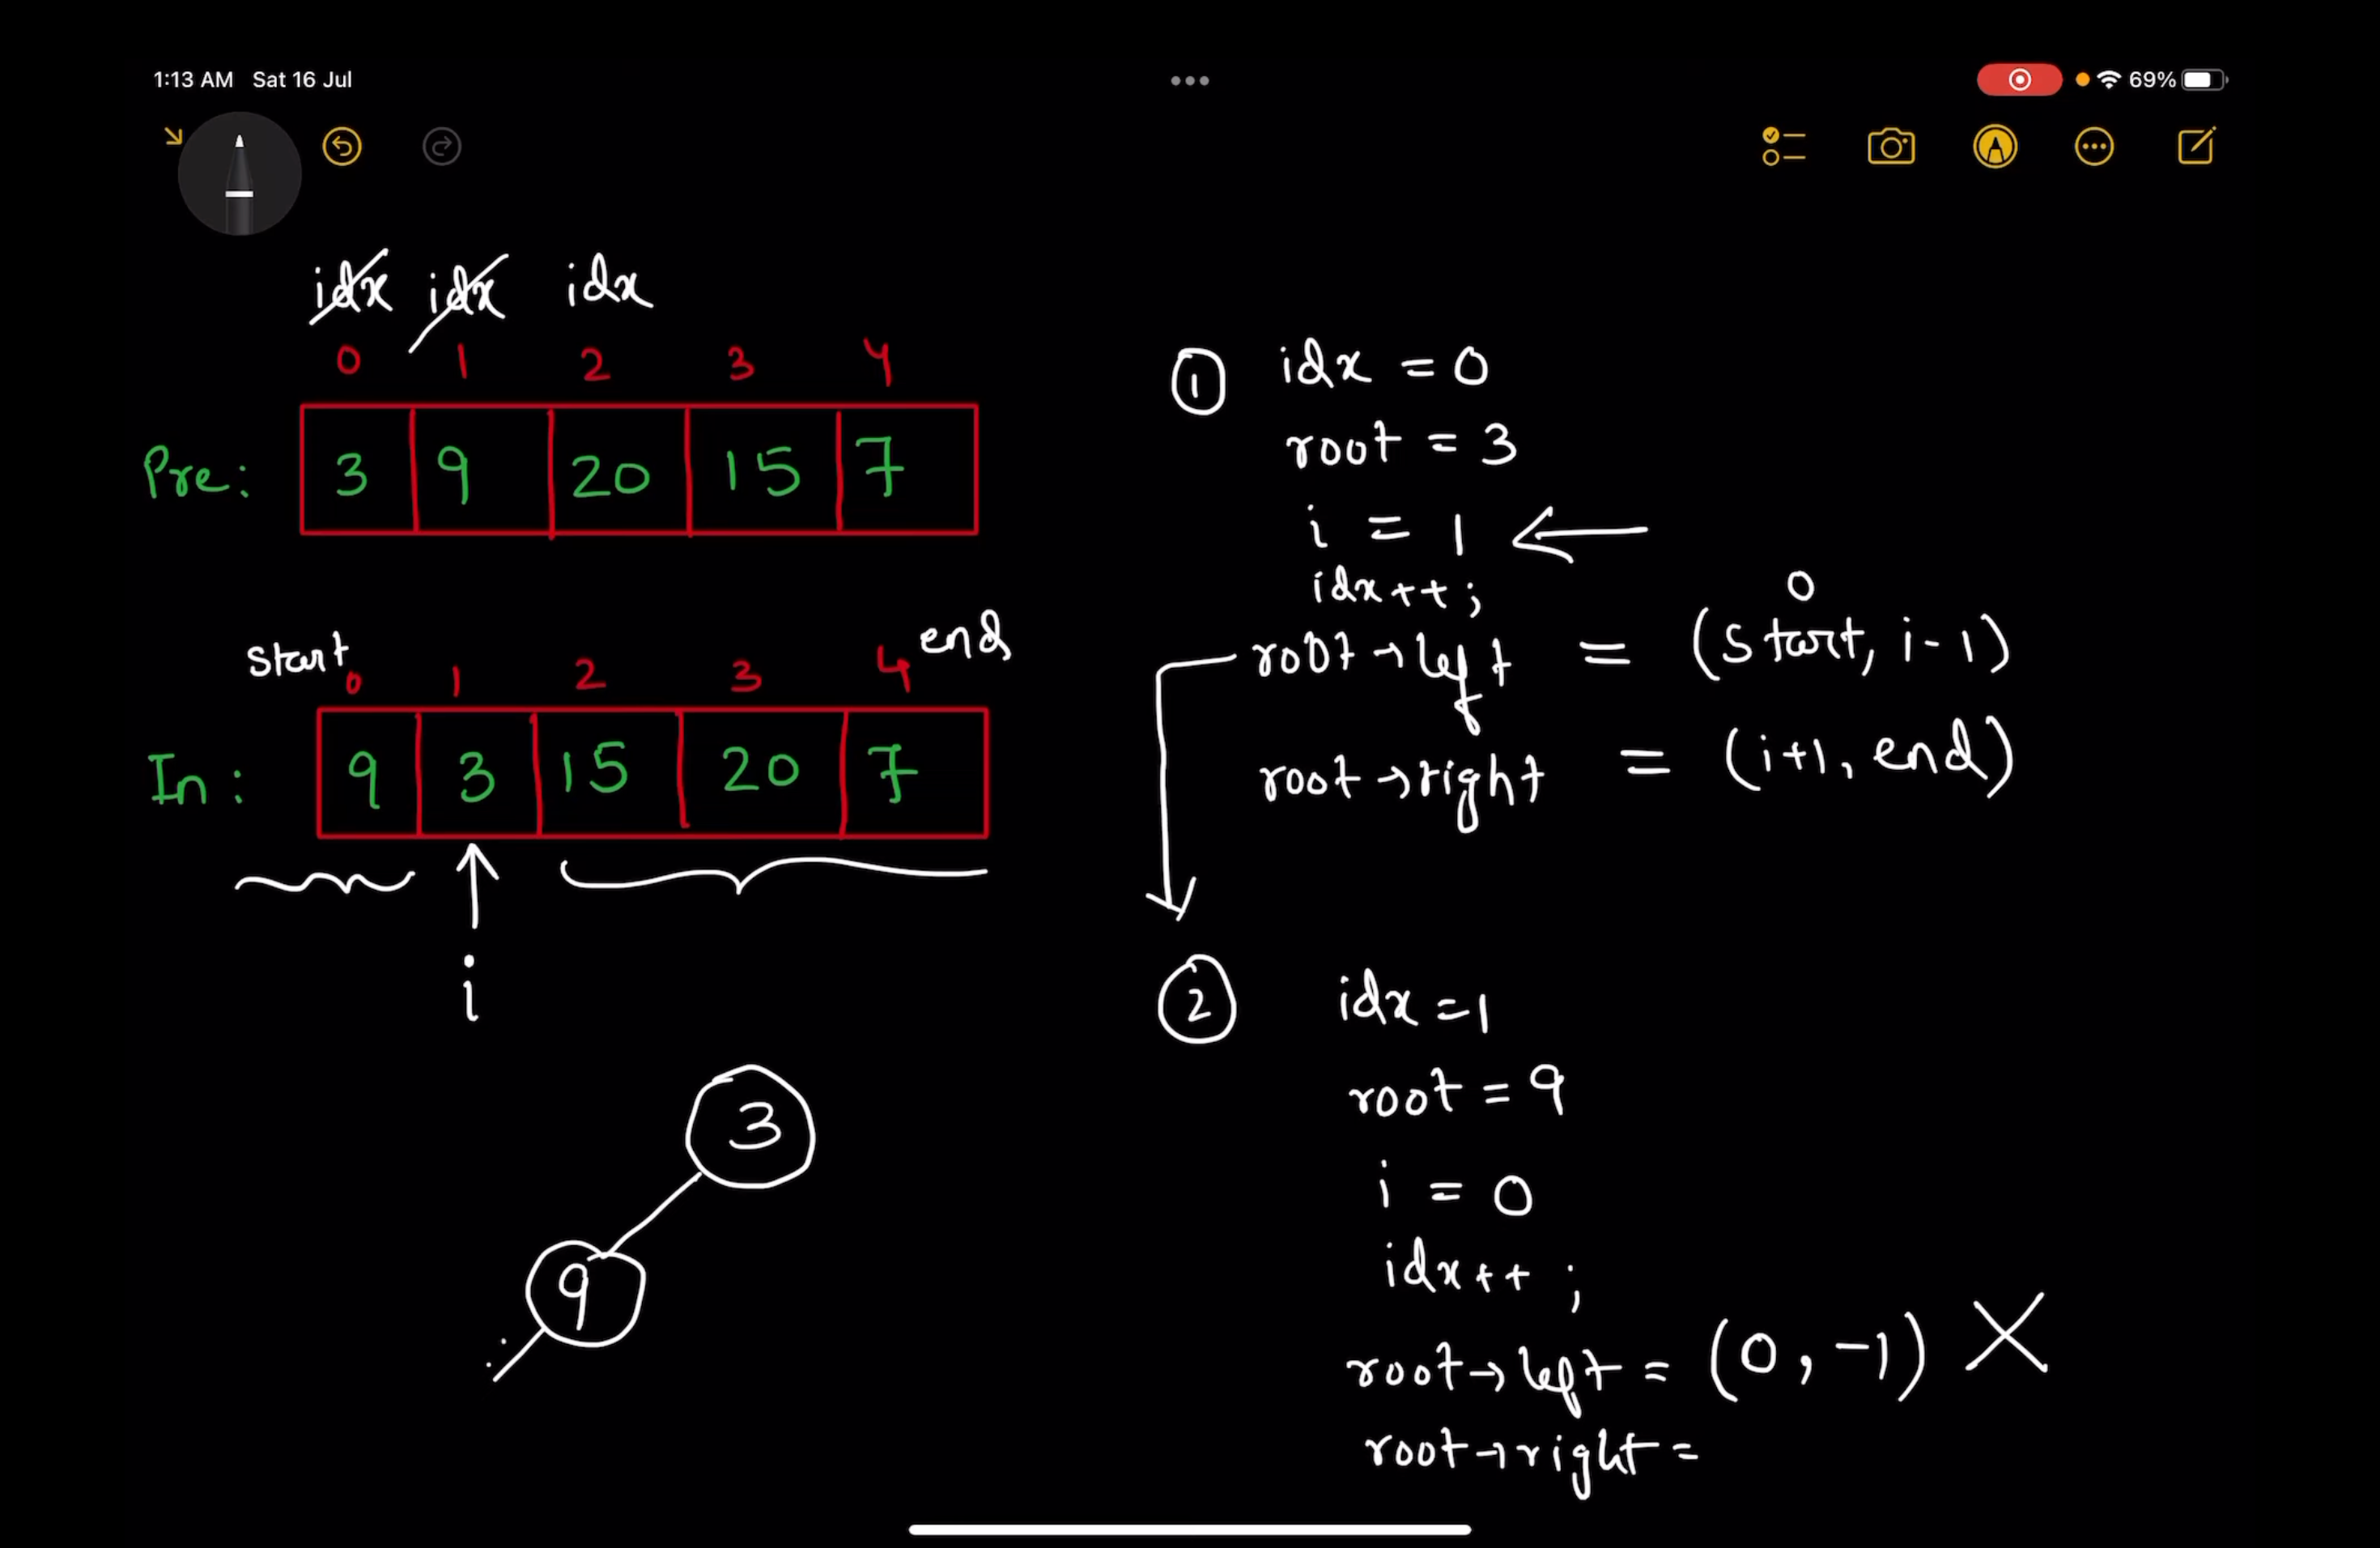 1:13 AM Sat 16 Jul
69%
idx idx idx
0 1 2 3 4
Pre: 3 9 20 15 7
start end
0 1 2 3 4
In: 9 3 15 20 7
i
3
9
① idx = 0
root = 3
i = 1 ←
idx++;
0
root→left = (start, i-1)
root→right = (i+1, end)
② idx = 1
root = 9
i = 0
idx++;
root→left = (0, -1) X
root→right =